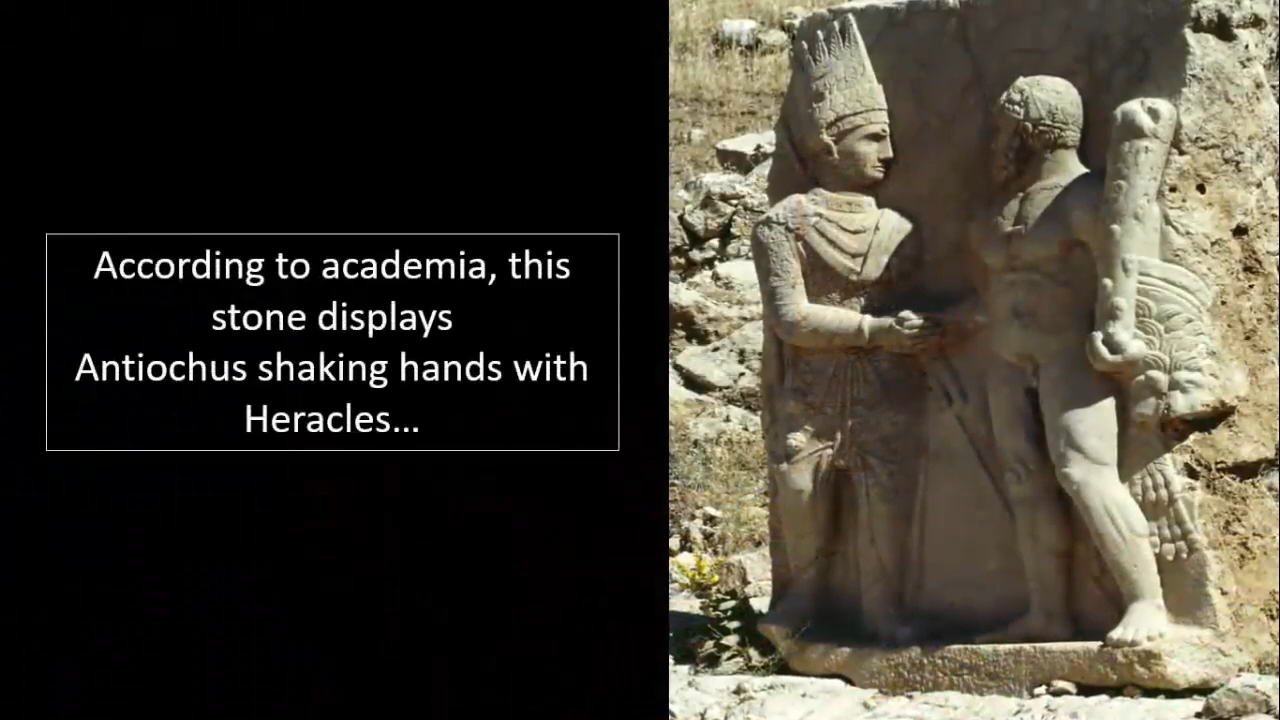 According to academia, this
stone displays
Antiochus shaking hands with
Heracles...